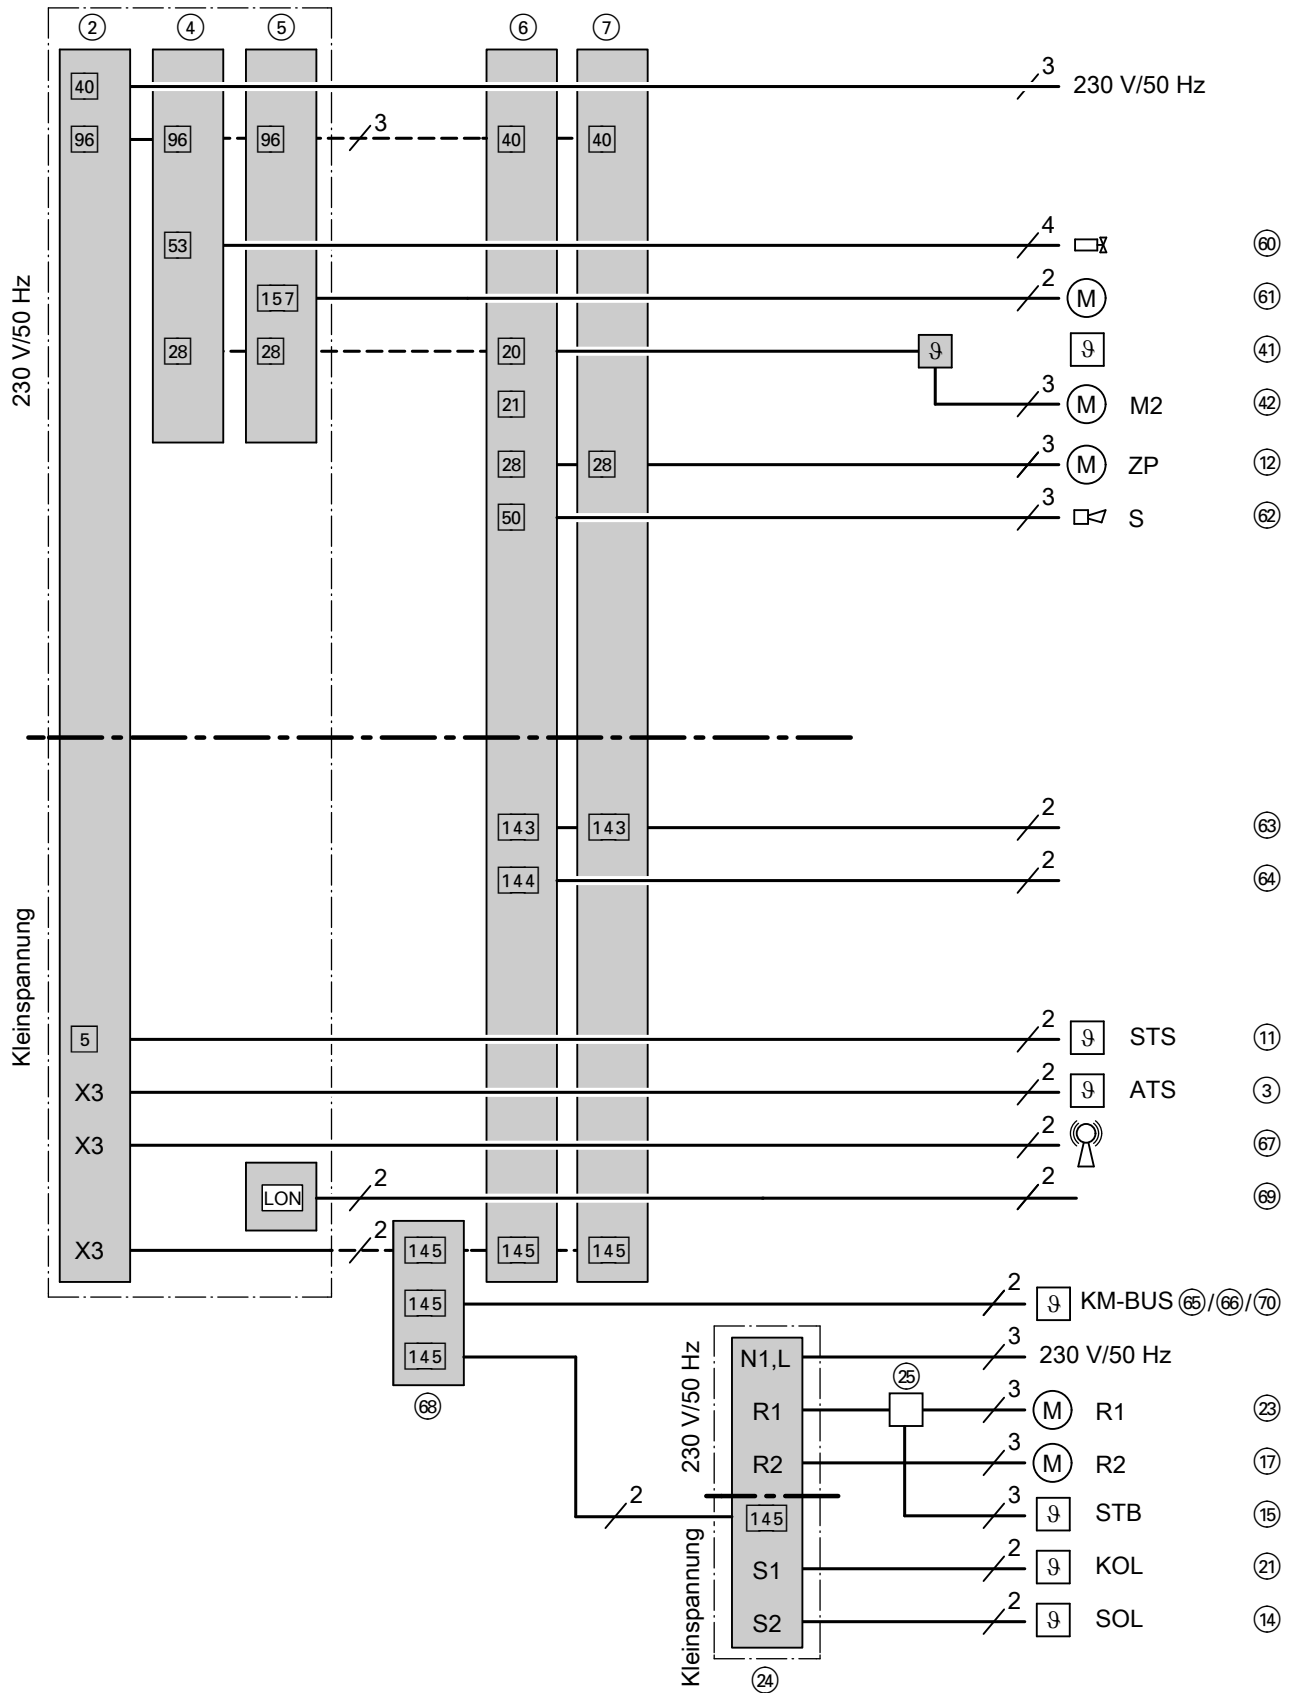 ② ④ ⑤ ⑥ ⑦
40 3 230 V/50 Hz
96 96 96 3 40 40
53 4 60
157 2 M 61
28 28 20 ϑ ϑ 41
21 3 M M2 42
28 28 3 M ZP 12
50 3 S 62
230 V/50 Hz
143 143 2 63
144 2 64
Kleinspannung
5 2 ϑ STS 11
X3 2 ϑ ATS 3
X3 2 67
LON 2 2 69
X3 2 145 145 145
145 2 ϑ KM-BUS 65/66/70
145 N1,L 3 230 V/50 Hz
68 230 V/50 Hz 25
R1 3 M R1 23
R2 3 M R2 17
2 145 3 ϑ STB 15
Kleinspannung
S1 2 ϑ KOL 21
S2 2 ϑ SOL 14
24